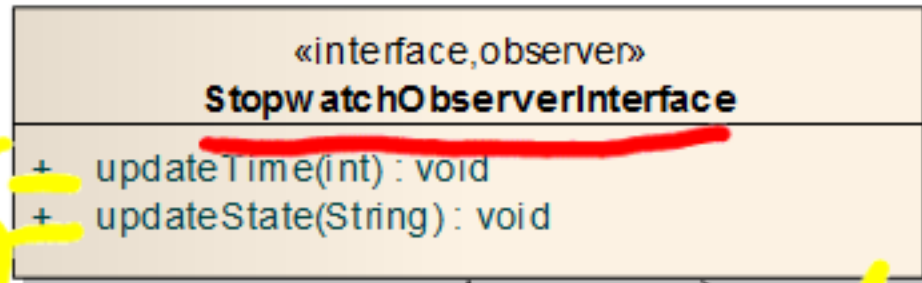 «interface,observer»
StopwatchObserverInterface
+ updateTime(int) : void
+ updateState(String) : void